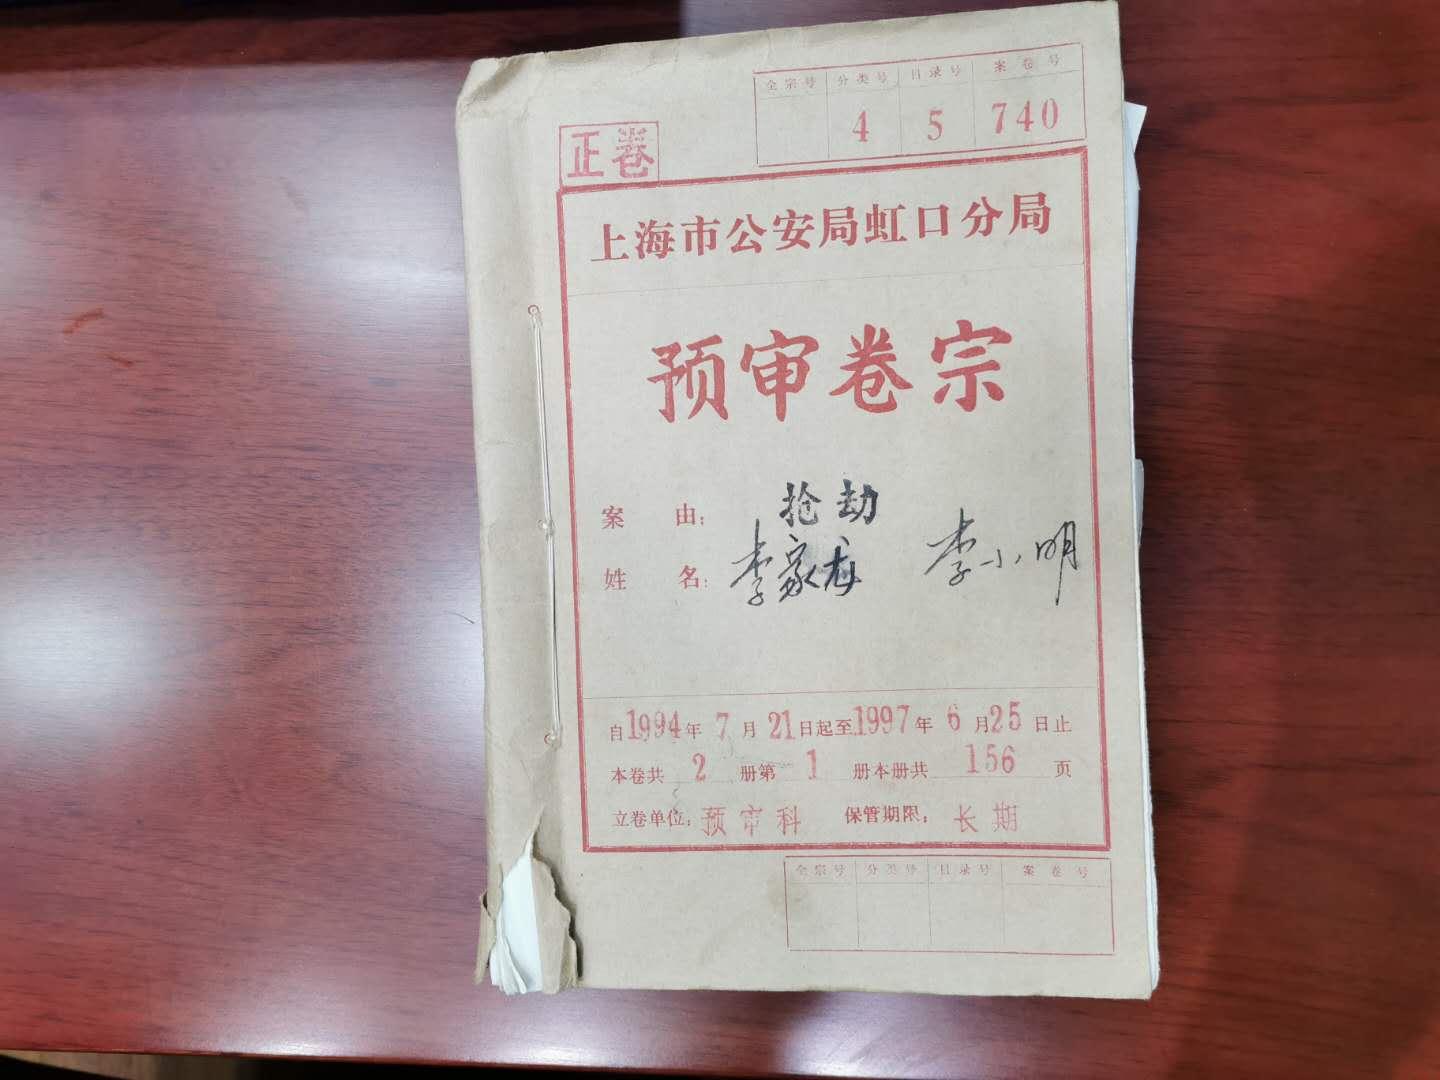 全宗号 分类号 目录号 案卷号
4 5 740
正卷
上海市公安局虹口分局
预审卷宗
案由：抢劫
姓名：李家龙 李小明
自1994年7月21日起至1997年6月25日止
本卷共2册第1册本册共156页
立卷单位：预审科 保管期限：长期
全宗号 分类号 目录号 案卷号